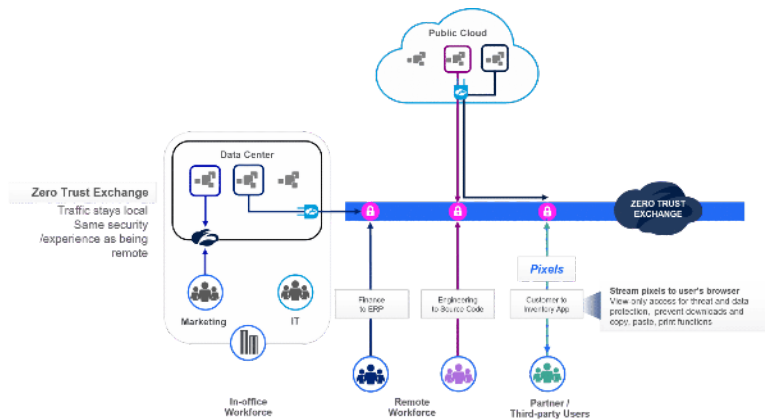 Public Cloud
Data Center
Zero Trust Exchange
Traffic stays local
Same security
/experience as being
remote
ZERO TRUST
EXCHANGE
Pixels
Marketing
IT
Finance
to ERP
Engineering
to Source Code
Customer to
Inventory App
Stream pixels to user's browser
View only access for threat and data
protection, prevent downloads and
copy, paste, print functions
In-office
Workforce
Remote
Workforce
Partner /
Third-party Users